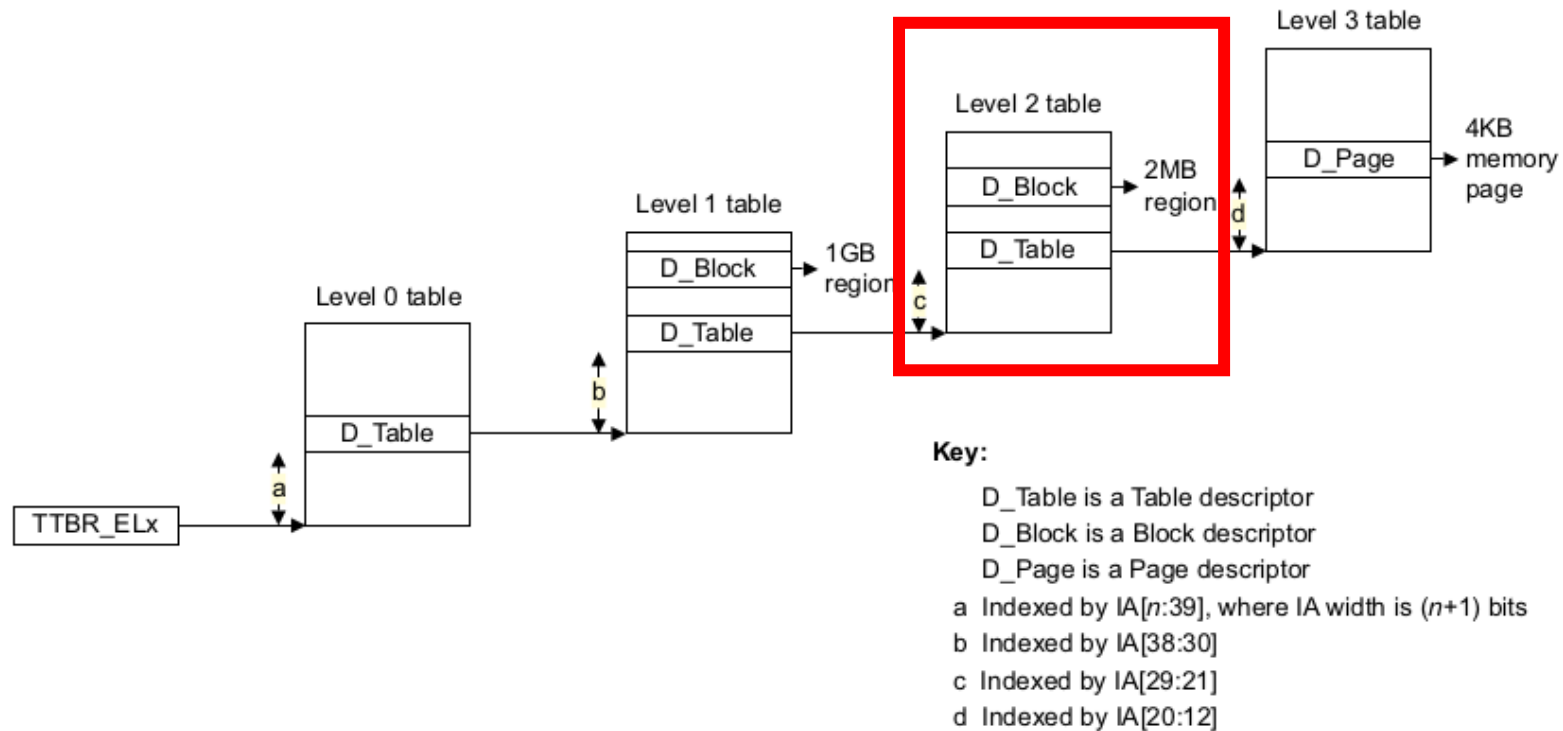 Level 3 table
D_Page
4KB
memory
page
Level 2 table
D_Block
2MB
region
d
D_Table
c
Level 1 table
D_Block
1GB
region
D_Table
b
Level 0 table
D_Table
a
TTBR_ELx
Key:
D_Table is a Table descriptor
D_Block is a Block descriptor
D_Page is a Page descriptor
a Indexed by IA[n:39], where IA width is (n+1) bits
b Indexed by IA[38:30]
c Indexed by IA[29:21]
d Indexed by IA[20:12]